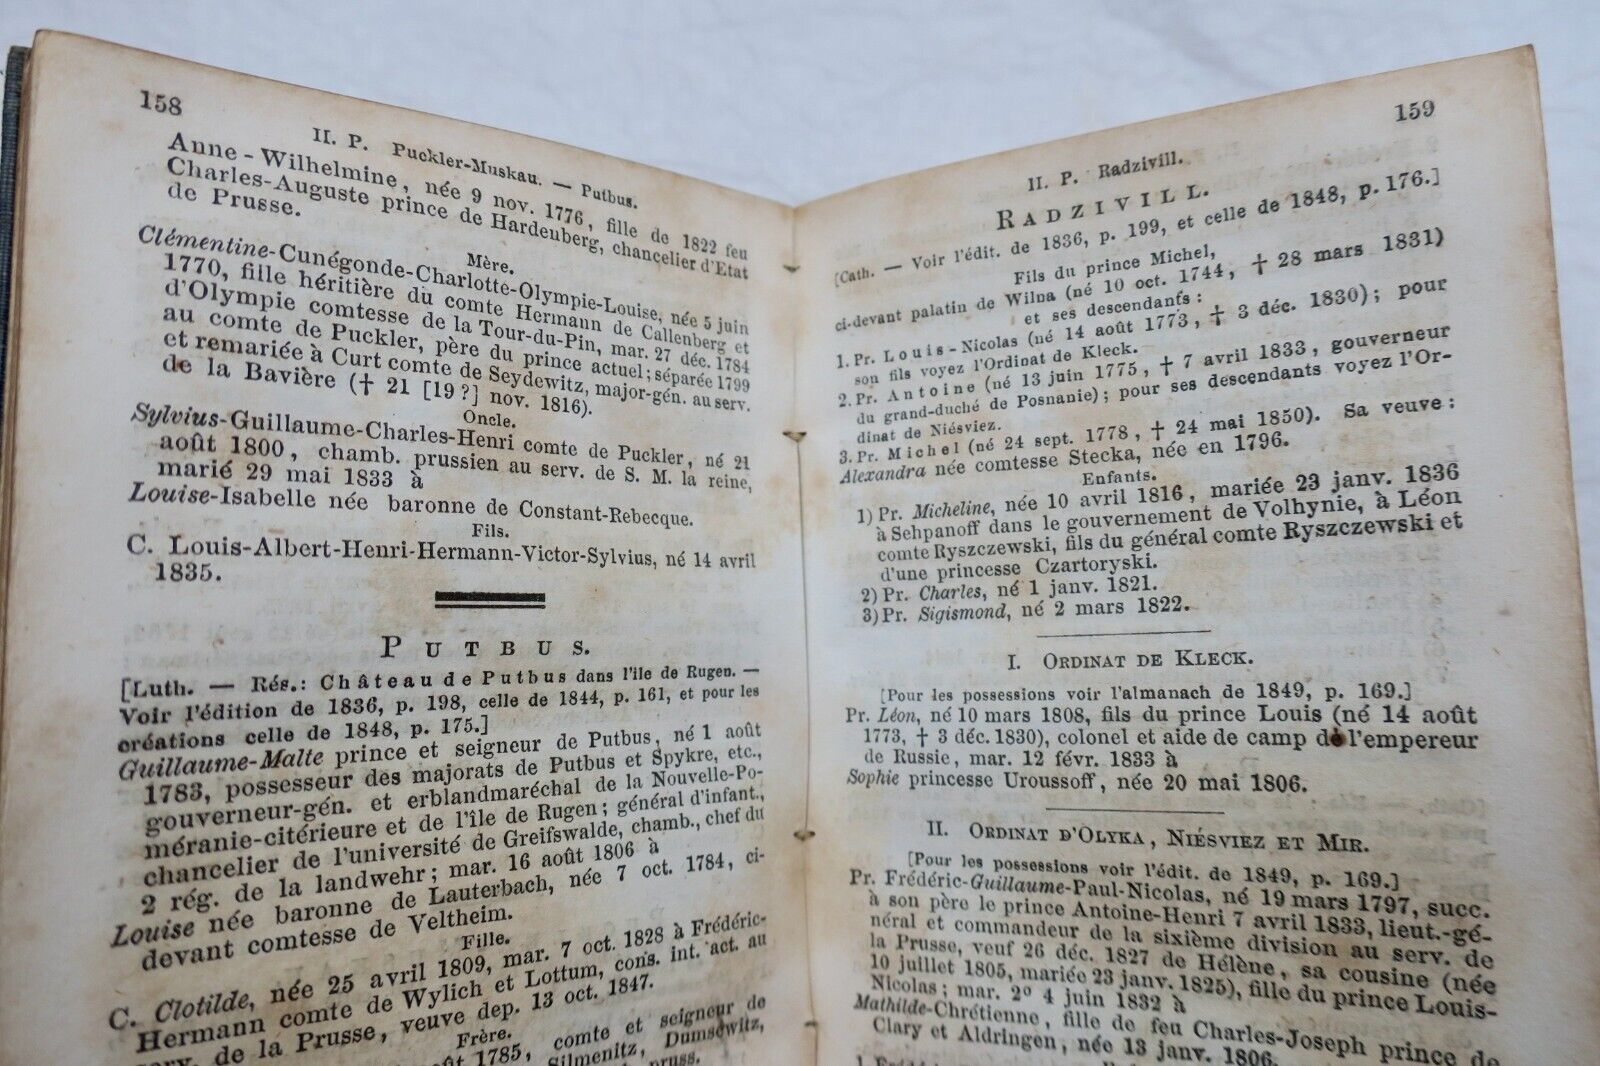 158
II. P. Puckler-Muskau. — Putbus.
Anne-Wilhelmine, née 9 nov. 1776, fille de 1822 feu
Charles-Auguste prince de Hardenberg, chancelier d'Etat
de Prusse.
Mère.
Clémentine-Cunégonde-Charlotte-Olympie-Louise, née 5 juin
1770, fille héritière du comte Hermann de Callenberg et
d'Olympie comtesse de la Tour-du-Pin, mar. 27 déc. 1784
au comte de Puckler, père du prince actuel; séparée 1799
et remariée à Curt comte de Seydewitz, major-gén. au serv.
de la Bavière († 21 [19?] nov. 1816).
Oncle.
Sylvius-Guillaume-Charles-Henri comte de Puckler, né 21
août 1800, chamb. prussien au serv. de S. M. la reine,
marié 29 mai 1833 à
Louise-Isabelle née baronne de Constant-Rebecque.
Fils.
C. Louis-Albert-Henri-Hermann-Victor-Sylvius, né 14 avril
1835.
PUTBUS.
[Luth. — Rés.: Château de Putbus dans l'île de Rugen. —
Voir l'édition de 1836, p. 198, celle de 1844, p. 161, et pour les
créations celle de 1848, p. 175.]
Guillaume-Malte prince et seigneur de Putbus, né 1 août
1783, possesseur des majorats de Putbus et Spykre, etc.,
gouverneur-gén. et erblandmaréchal de la Nouvelle-Po-
méranie-citérieure et de l'île de Rugen; général d'infant.,
chancelier de l'université de Greifswalde, chamb., chef du
2 rég. de la landwehr; mar. 16 août 1806 à
Louise née baronne de Lauterbach, née 7 oct. 1784, ci-
devant comtesse de Veltheim.
Fille.
C. Clotilde, née 25 avril 1809, mar. 7 oct. 1828 à Frédéric-
Hermann comte de Wylich et Lottum, cons. int. act. au
serv. de la Prusse, veuve dep. 13 oct. 1847.
Frère.
août 1785, comte et seigneur de
Silmenitz, Dumsewitz,
pruss.
159
II. P. Radzivill.
RADZIVILL.
[Cath. — Voir l'édit. de 1836, p. 199, et celle de 1848, p. 176.]
Fils du prince Michel,
ci-devant palatin de Wilna (né 10 oct. 1744, † 28 mars 1831)
et ses descendants:
1. Pr. Louis-Nicolas (né 14 août 1773, † 3 déc. 1830); pour
son fils voyez l'Ordinat de Kleck.
2. Pr. Antoine (né 13 juin 1775, † 7 avril 1833, gouverneur
du grand-duché de Posnanie); pour ses descendants voyez l'Or-
dinat de Niésviez.
3. Pr. Michel (né 24 sept. 1778, † 24 mai 1850). Sa veuve:
Alexandra née comtesse Stecka, née en 1796.
Enfants.
1) Pr. Micheline, née 10 avril 1816, mariée 23 janv. 1836
à Sehpanoff dans le gouvernement de Volhynie, à Léon
comte Ryszczewski, fils du général comte Ryszczewski et
d'une princesse Czartoryski.
2) Pr. Charles, né 1 janv. 1821.
3) Pr. Sigismond, né 2 mars 1822.
I. ORDINAT DE KLECK.
[Pour les possessions voir l'almanach de 1849, p. 169.]
Pr. Léon, né 10 mars 1808, fils du prince Louis (né 14 août
1773, † 3 déc. 1830), colonel et aide de camp de l'empereur
de Russie, mar. 12 févr. 1833 à
Sophie princesse Uroussoff, née 20 mai 1806.
II. ORDINAT D'OLYKA, NIÉSVIEZ ET MIR.
[Pour les possessions voir l'édit. de 1849, p. 169.]
Pr. Frédéric-Guillaume-Paul-Nicolas, né 19 mars 1797, succ.
à son père le prince Antoine-Henri 7 avril 1833, lieut.-gé-
néral et commandeur de la sixième division au serv. de
la Prusse, veuf 26 déc. 1827 de Hélène, sa cousine (née
10 juillet 1805, mariée 23 janv. 1825), fille du prince Louis-
Nicolas; mar. 2º 4 juin 1832 à
Mathilde-Chrétienne, fille de feu Charles-Joseph prince de
Clary et Aldringen, née 13 janv. 1806.